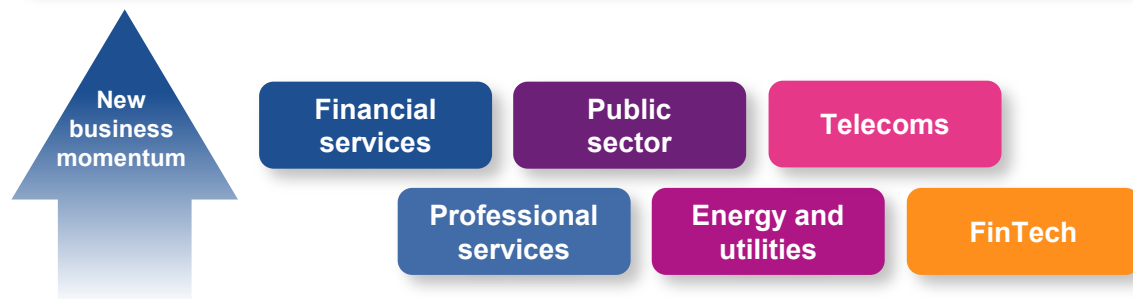 New
business
momentum
Financial
services
Public
sector
Telecoms
Professional
services
Energy and
utilities
FinTech